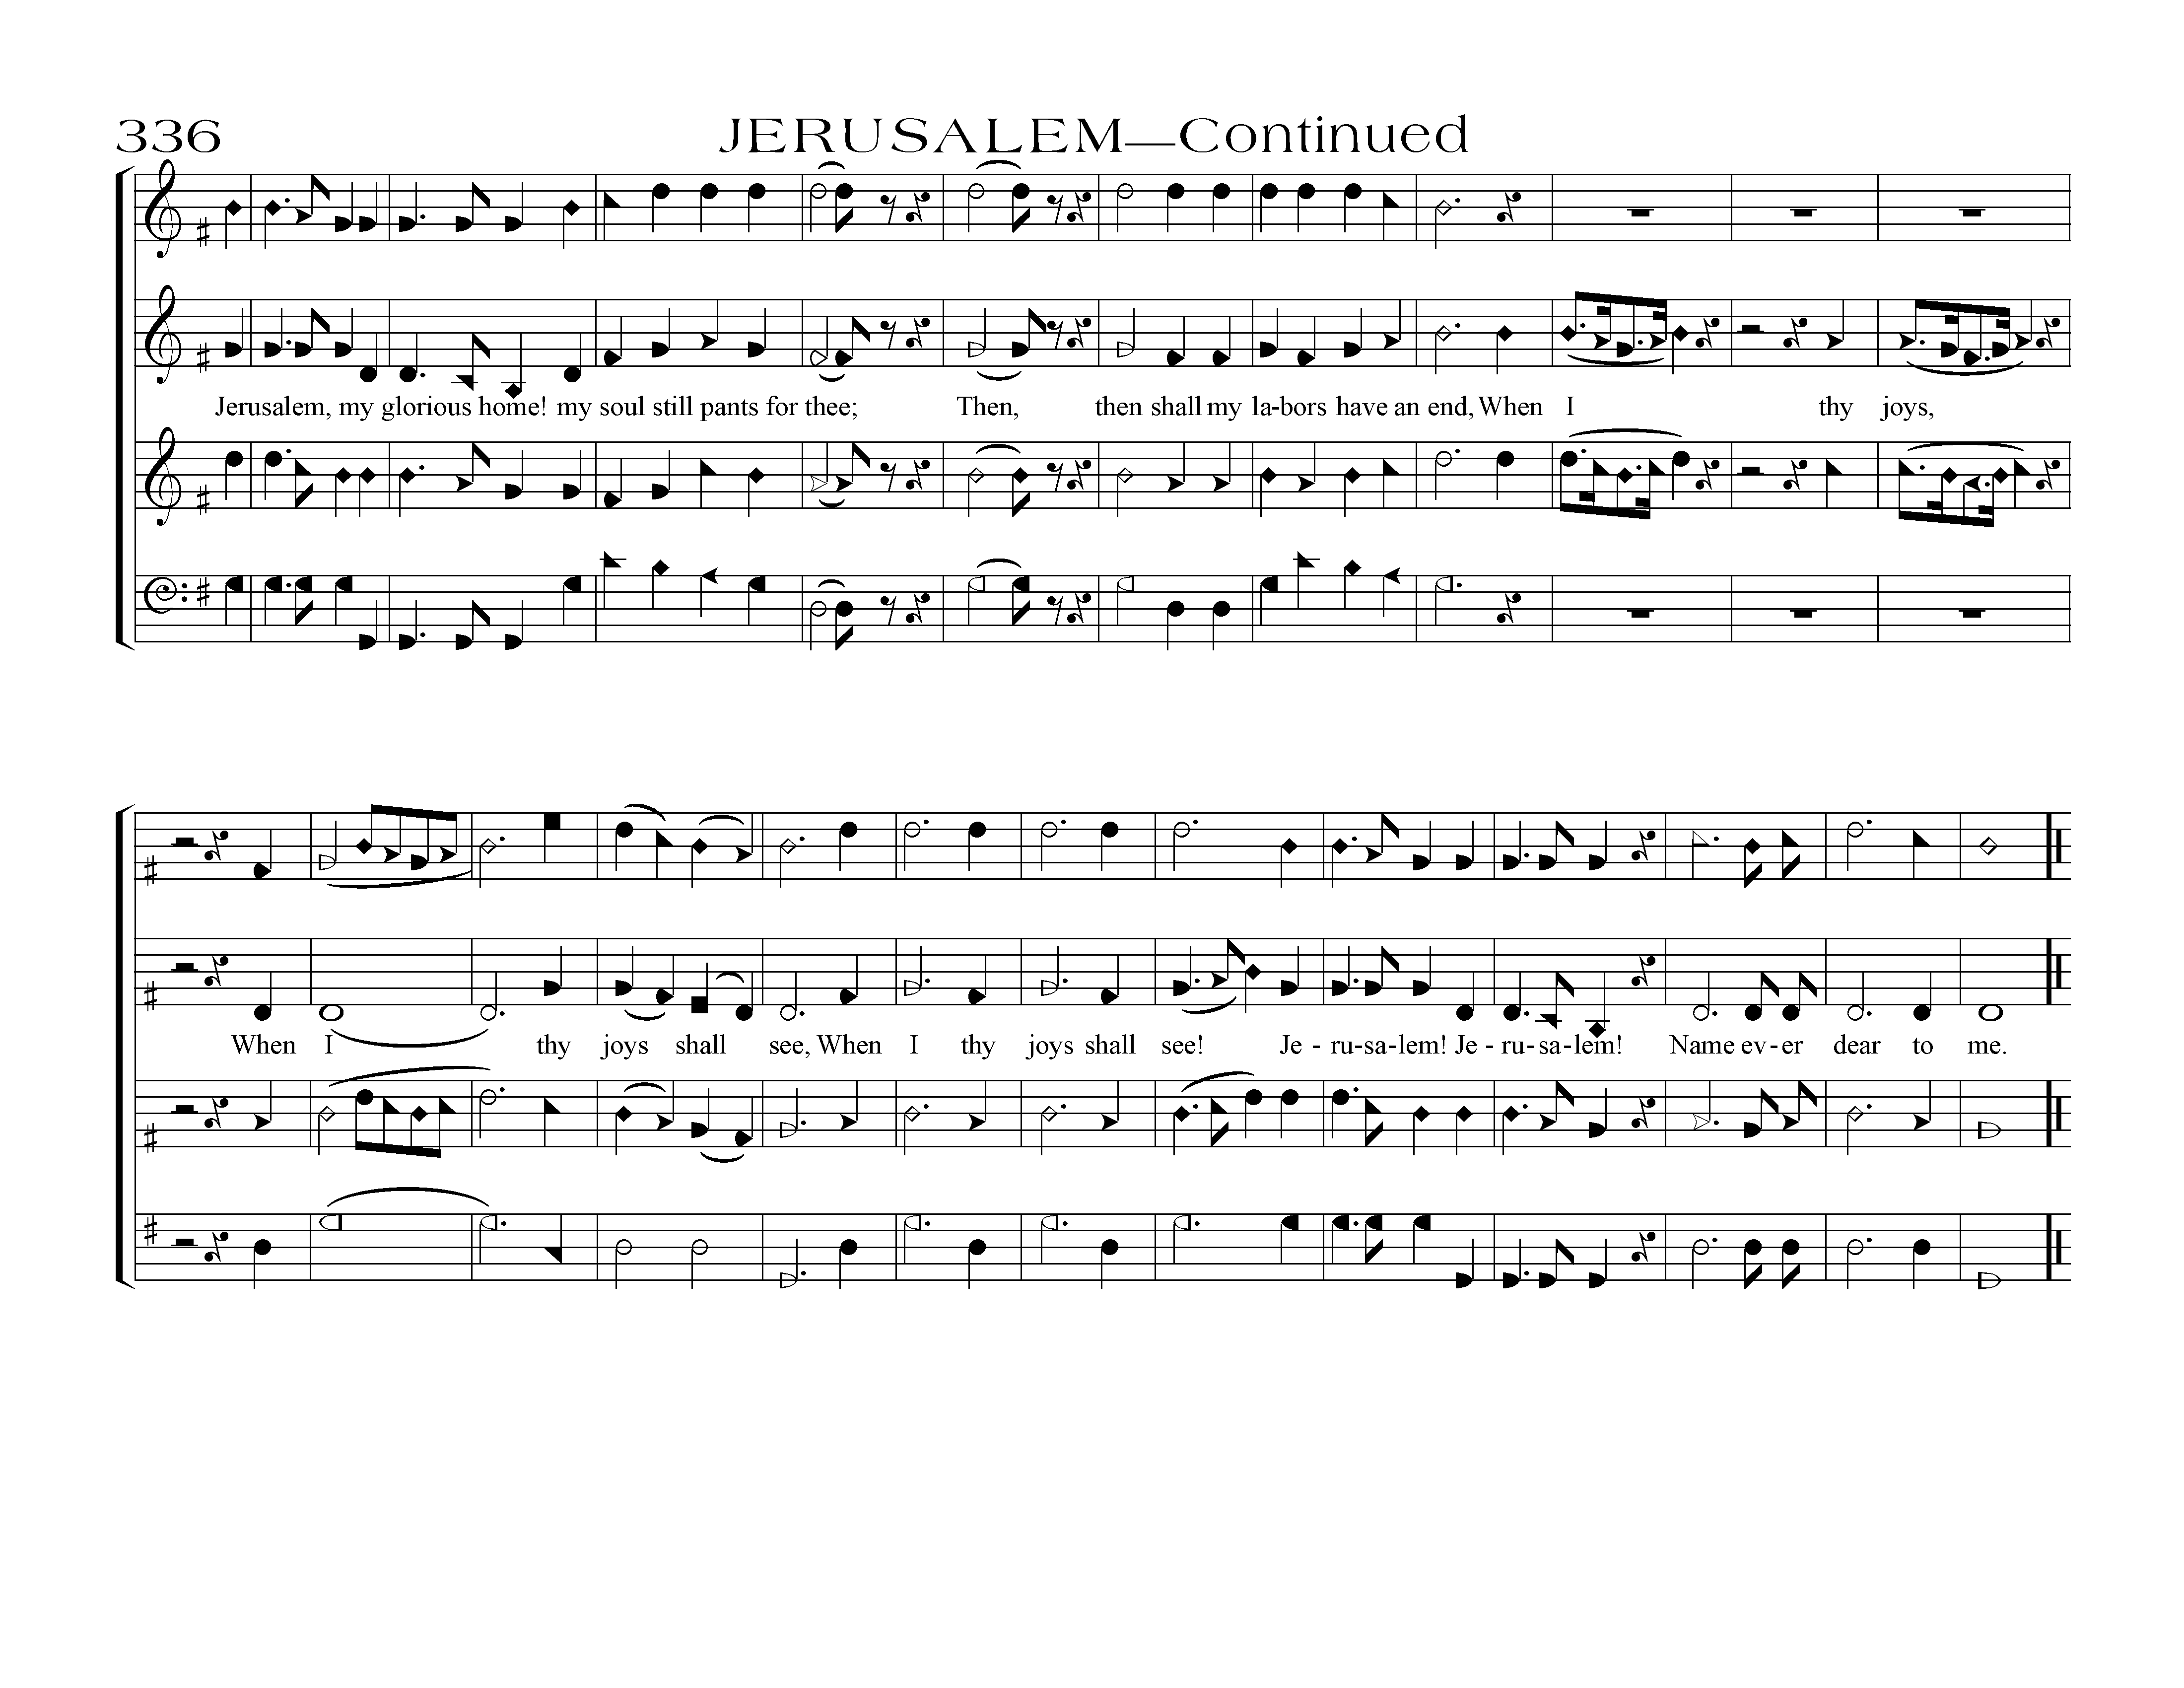 336 JERUSALEM—Continued
Jerusalem, my glorious home! my soul still pants for thee; Then, then shall my la-bors have an end, When I thy joys,
When I thy joys shall see, When I thy joys shall see! Je - ru-sa-lem! Je - ru-sa-lem! Name ev-er dear to me.